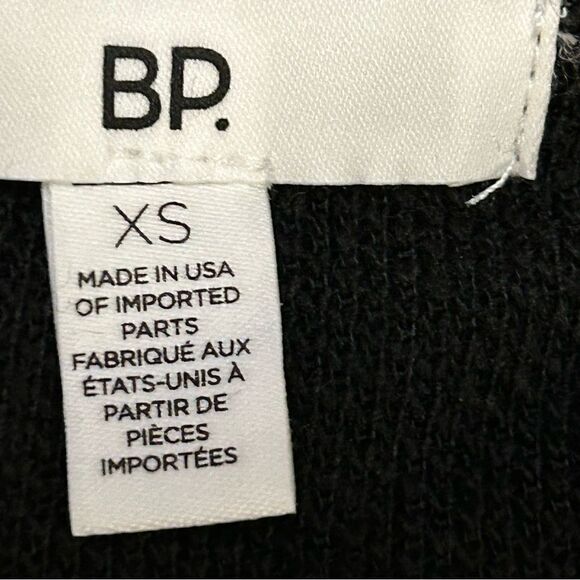 BP.
XS
MADE IN USA
OF IMPORTED
PARTS
FABRIQUÉ AUX
ÉTATS-UNIS À
PARTIR DE
PIÈCES
IMPORTÉES